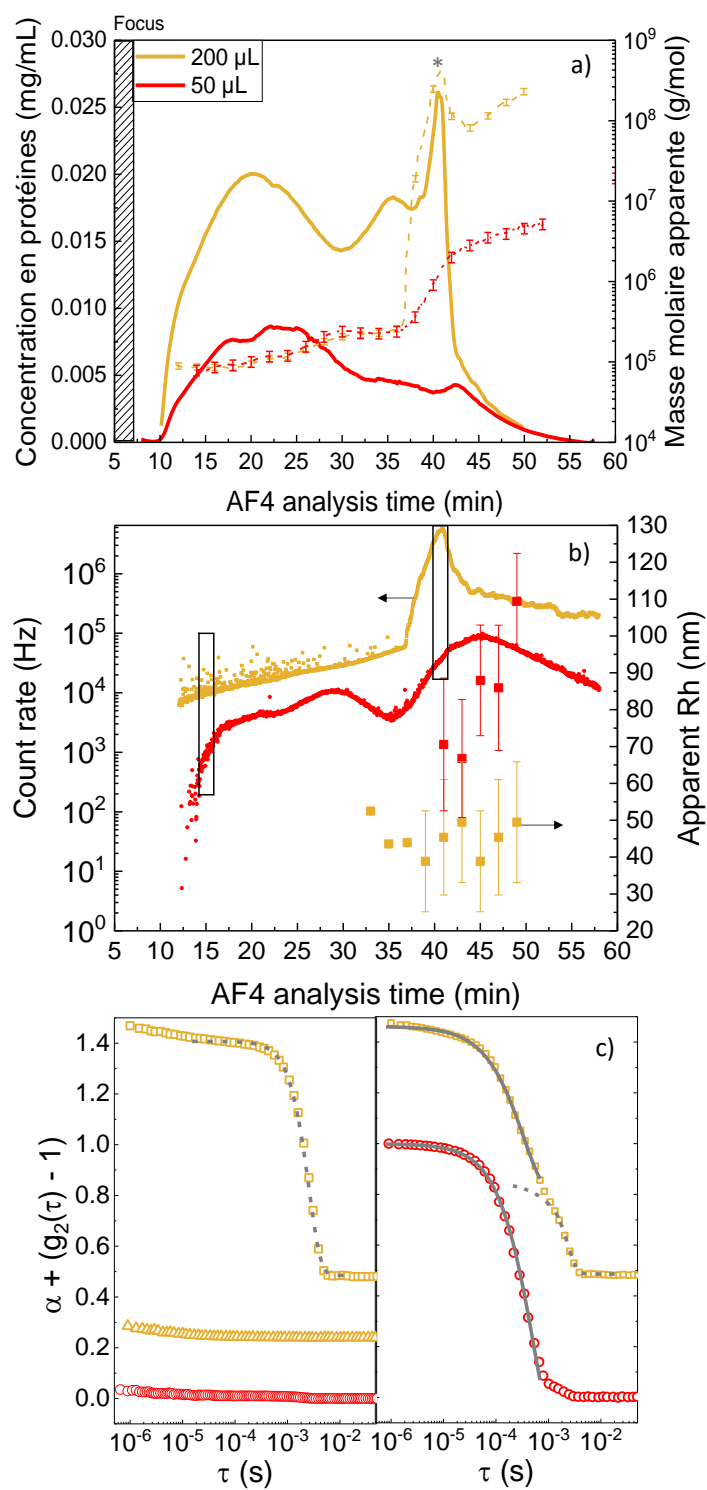 Focus
200 µL
50 µL
*
a)
Concentration en protéines (mg/mL)
0.030
0.025
0.020
0.015
0.010
0.005
0.000
Masse molaire apparente (g/mol)
10⁹
10⁸
10⁷
10⁶
10⁵
10⁴
5 10 15 20 25 30 35 40 45 50 55 60
AF4 analysis time (min)
b)
Count rate (Hz)
10⁶
10⁵
10⁴
10³
10²
10¹
10⁰
Apparent Rh (nm)
130
120
110
100
90
80
70
60
50
40
30
20
5 10 15 20 25 30 35 40 45 50 55 60
AF4 analysis time (min)
c)
α + (g₂(τ) - 1)
1.4
1.2
1.0
0.8
0.6
0.4
0.2
0.0
10⁻⁶ 10⁻⁵ 10⁻⁴ 10⁻³ 10⁻² 10⁻⁶ 10⁻⁵ 10⁻⁴ 10⁻³ 10⁻²
τ (s) τ (s)